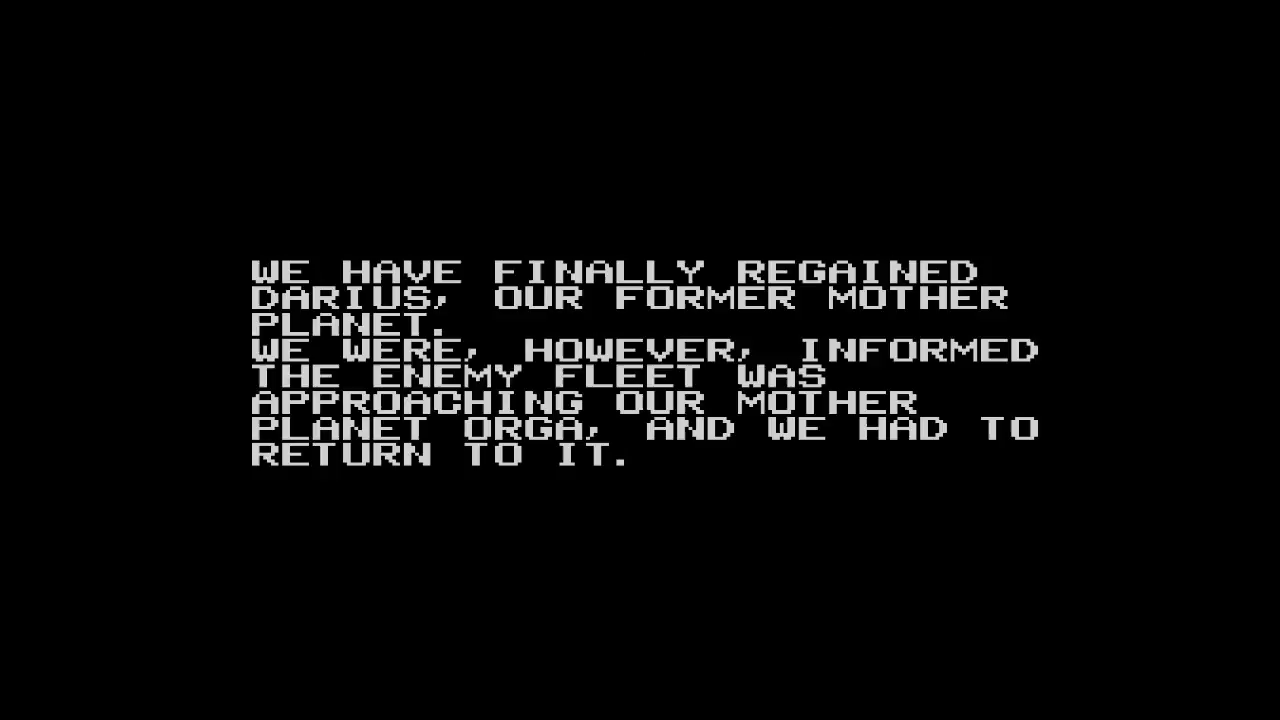 WE HAVE FINALLY REGAINED
DARIUS, OUR FORMER MOTHER
PLANET.
WE WERE, HOWEVER, INFORMED
THE ENEMY FLEET WAS
APPROACHING OUR MOTHER
PLANET ORGA, AND WE HAD TO
RETURN TO IT.